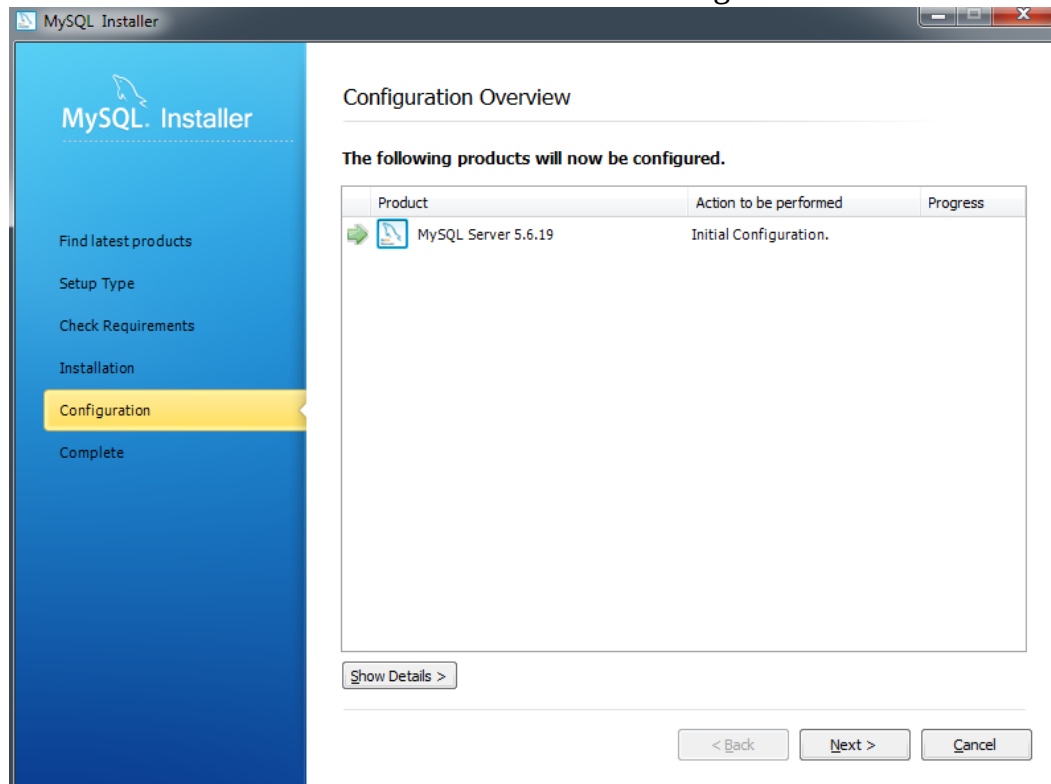 MySQL Installer
MySQL. Installer
Configuration Overview
The following products will now be configured.
Product Action to be performed Progress
MySQL Server 5.6.19 Initial Configuration.
Find latest products
Setup Type
Check Requirements
Installation
Configuration
Complete
Show Details >
< Back Next > Cancel